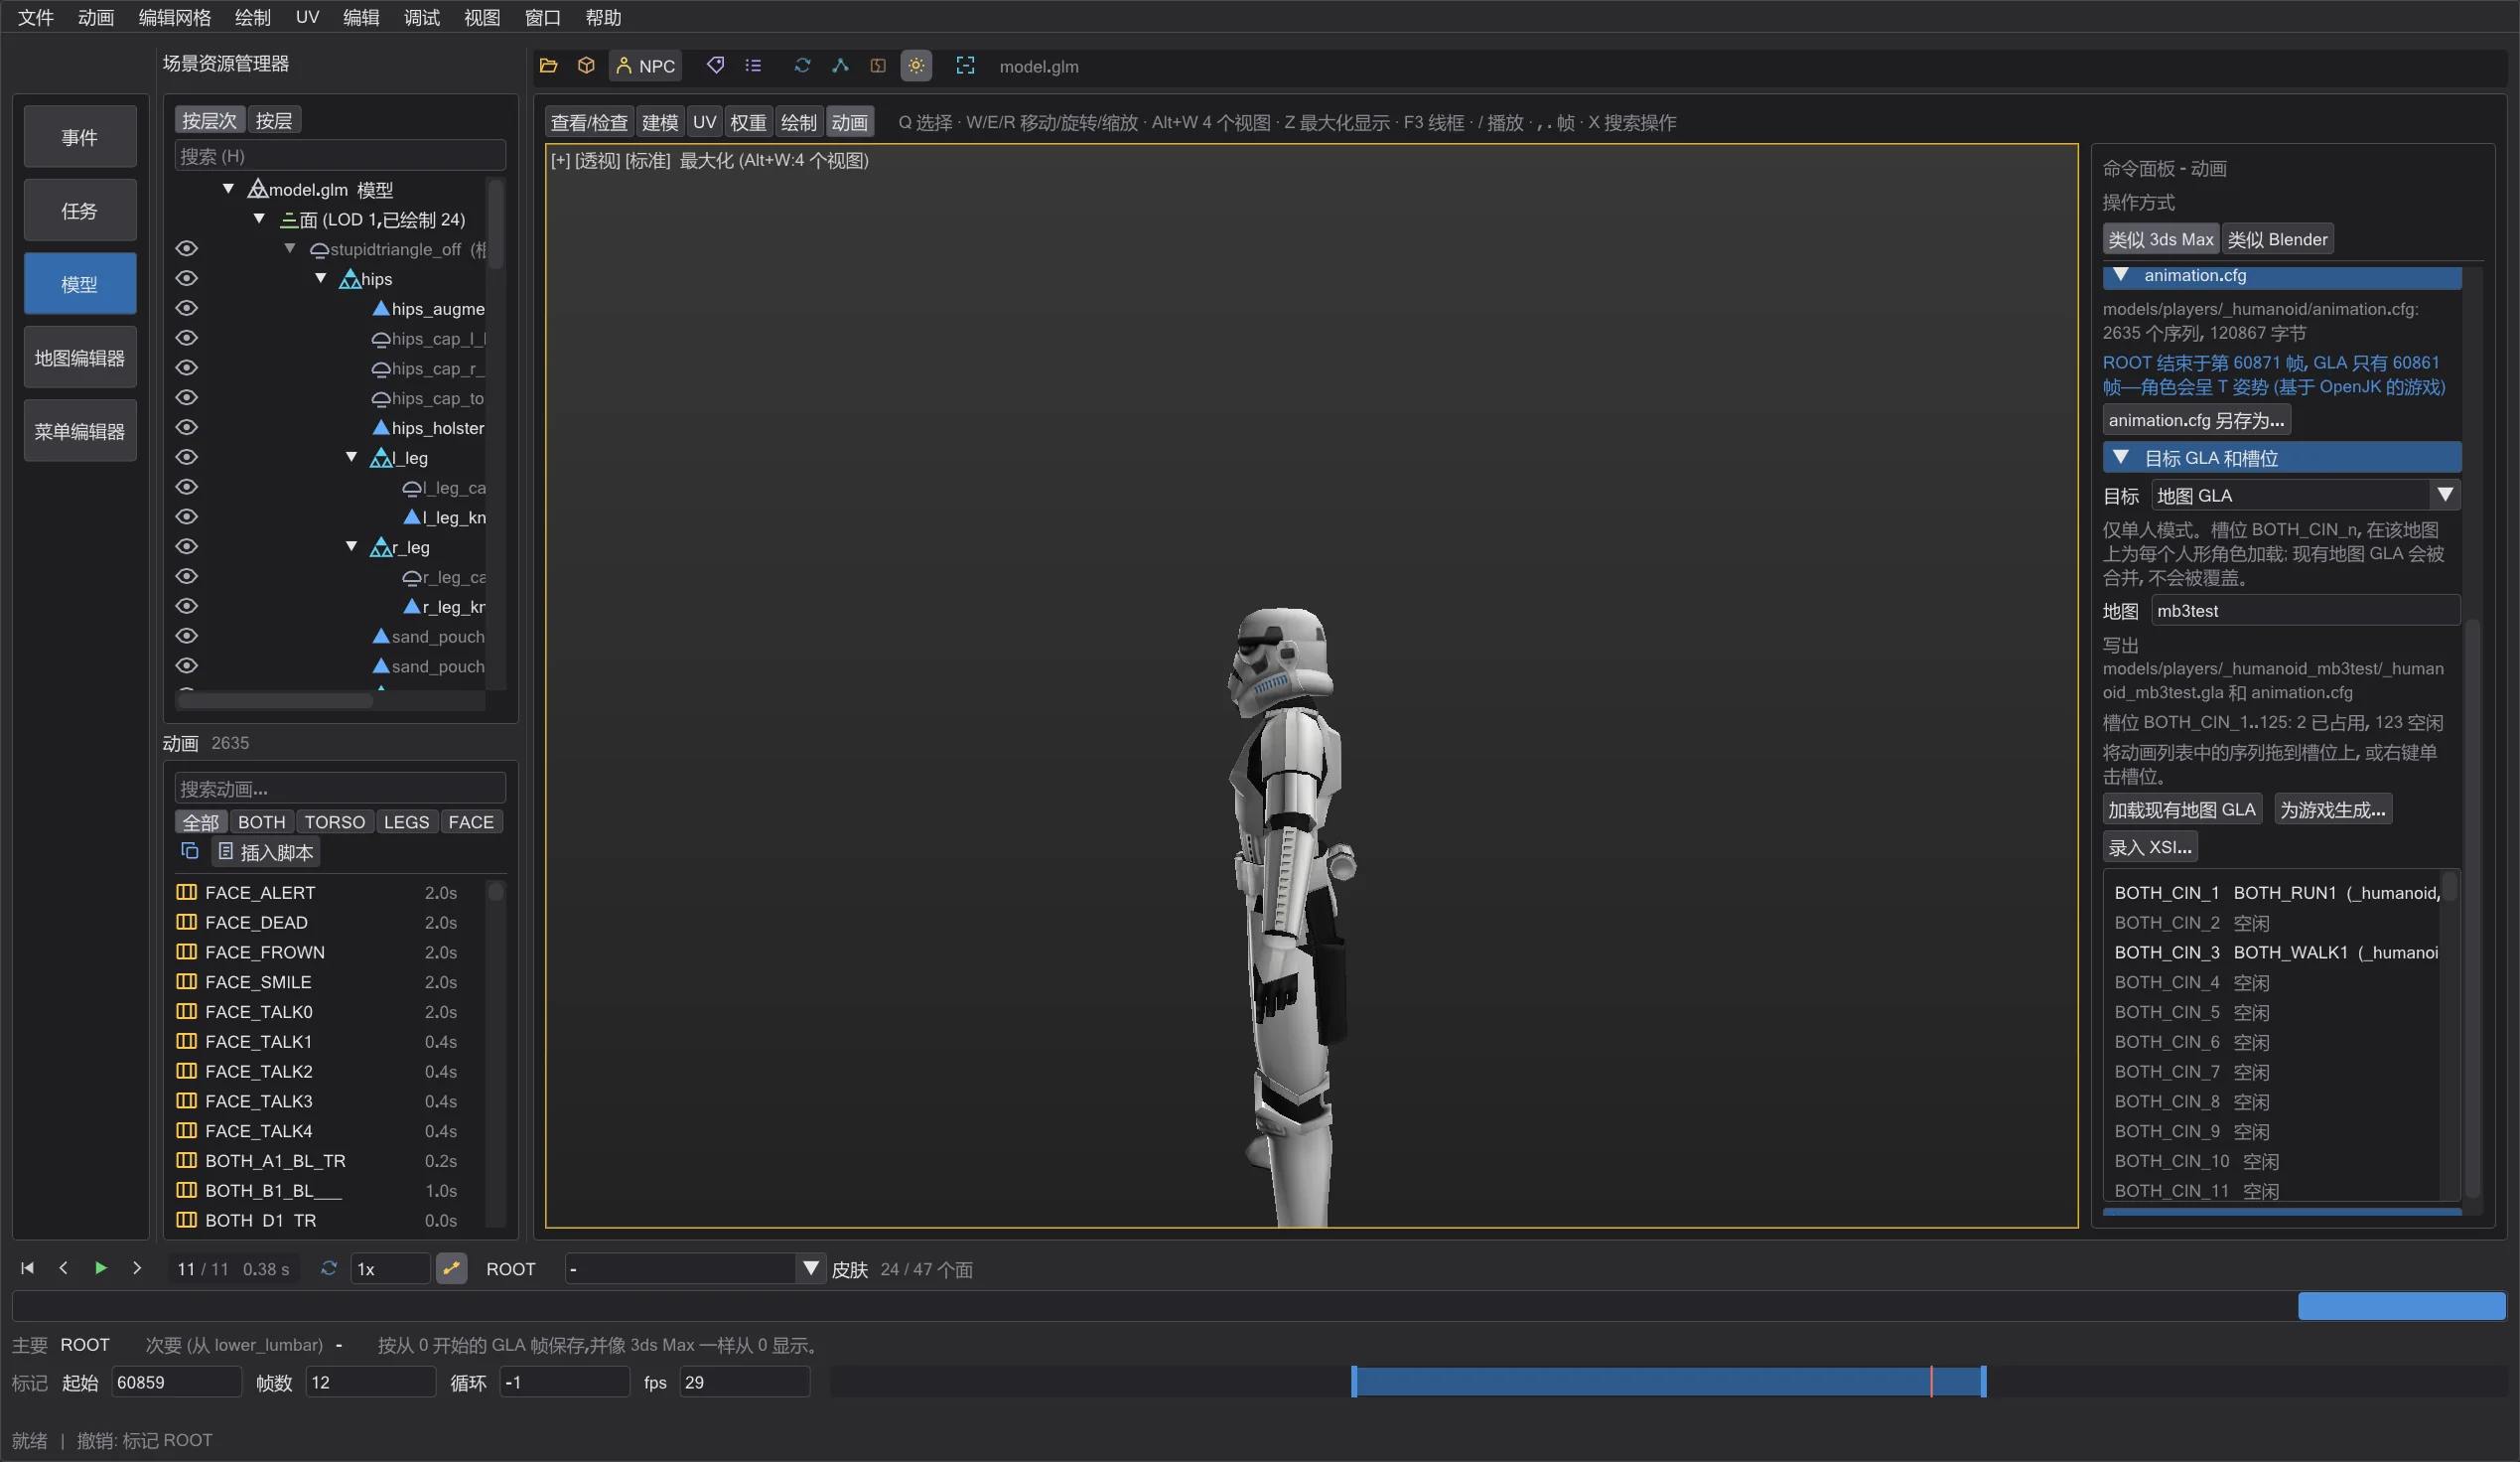 文件 动画 编辑网格 绘制 UV 编辑 调试 视图 窗口 帮助
场景资源管理器
NPC
model.glm
事件
任务
模型
地图编辑器
菜单编辑器
按层次 按层
搜索 (H)
model.glm 模型
面 (LOD 1,已绘制 24)
stupidtriangle_off
hips
hips_augme
hips_cap_l_
hips_cap_r_
hips_cap_to
hips_holster
l_leg
l_leg_ca
l_leg_kn
r_leg
r_leg_ca
r_leg_kn
sand_pouch
sand_pouch
动画 2635
搜索动画...
全部 BOTH TORSO LEGS FACE
插入脚本
FACE_ALERT 2.0s
FACE_DEAD 2.0s
FACE_FROWN 2.0s
FACE_SMILE 2.0s
FACE_TALK0 2.0s
FACE_TALK1 0.4s
FACE_TALK2 0.4s
FACE_TALK3 0.4s
FACE_TALK4 0.4s
BOTH_A1_BL_TR 0.2s
BOTH_B1_BL___ 1.0s
BOTH_D1_TR 0.0s
查看/检查 建模 UV 权重 绘制 动画 Q 选择 · W/E/R 移动/旋转/缩放 · Alt+W 4 个视图 · Z 最大化显示 · F3 线框 · / 播放 · , . 帧 · X 搜索操作
[+] [透视] [标准] 最大化 (Alt+W:4 个视图)
命令面板 - 动画
操作方式
类似 3ds Max 类似 Blender
animation.cfg
models/players/_humanoid/animation.cfg:
2635 个序列, 120867 字节
ROOT 结束于第 60871 帧, GLA 只有 60861
帧—角色会呈 T 姿势 (基于 OpenJK 的游戏)
animation.cfg 另存为...
目标 GLA 和槽位
目标 地图 GLA
仅单人模式。槽位 BOTH_CIN_n, 在该地图
上为每个人形角色加载; 现有地图 GLA 会被
合并, 不会被覆盖。
地图 mb3test
写出
models/players/_humanoid_mb3test/_human
oid_mb3test.gla 和 animation.cfg
槽位 BOTH_CIN_1..125: 2 已占用, 123 空闲
将动画列表中的序列拖到槽位上, 或右键单
击槽位。
加载现有地图 GLA 为游戏生成...
录入 XSI...
BOTH_CIN_1 BOTH_RUN1 (_humanoid,
BOTH_CIN_2 空闲
BOTH_CIN_3 BOTH_WALK1 (_humanoi
BOTH_CIN_4 空闲
BOTH_CIN_5 空闲
BOTH_CIN_6 空闲
BOTH_CIN_7 空闲
BOTH_CIN_8 空闲
BOTH_CIN_9 空闲
BOTH_CIN_10 空闲
BOTH_CIN_11 空闲
11 / 11 0.38 s 1x ROOT - 皮肤 24 / 47 个面
主要 ROOT 次要 (从 lower_lumbar) - 按从 0 开始的 GLA 帧保存,并像 3ds Max 一样从 0 显示。
标记 起始 60859 帧数 12 循环 -1 fps 29
就绪 | 撤销: 标记 ROOT